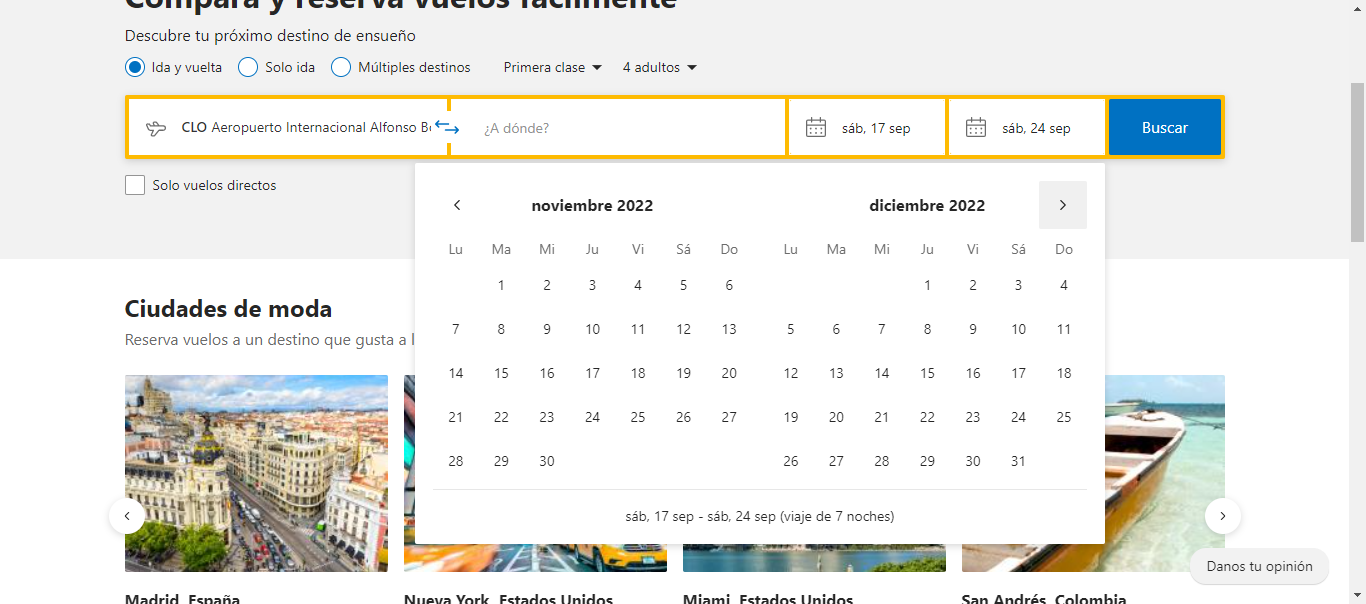 Compara y reserva vuelos fácilmente
Descubre tu próximo destino de ensueño
Ida y vuelta Solo ida Múltiples destinos Primera clase 4 adultos
CLO Aeropuerto Internacional Alfonso ¿A dónde? sáb, 17 sep sáb, 24 sep Buscar
Solo vuelos directos
noviembre 2022 diciembre 2022
Lu Ma Mi Ju Vi Sá Do Lu Ma Mi Ju Vi Sá Do
1 2 3 4 5 6 1 2 3 4
7 8 9 10 11 12 13 5 6 7 8 9 10 11
14 15 16 17 18 19 20 12 13 14 15 16 17 18
21 22 23 24 25 26 27 19 20 21 22 23 24 25
28 29 30 26 27 28 29 30 31
sáb, 17 sep - sáb, 24 sep (viaje de 7 noches)
Ciudades de moda
Reserva vuelos a un destino que gusta a
Danos tu opinión
Madrid, España Nueva York, Estados Unidos Miami, Estados Unidos San Andrés, Colombia